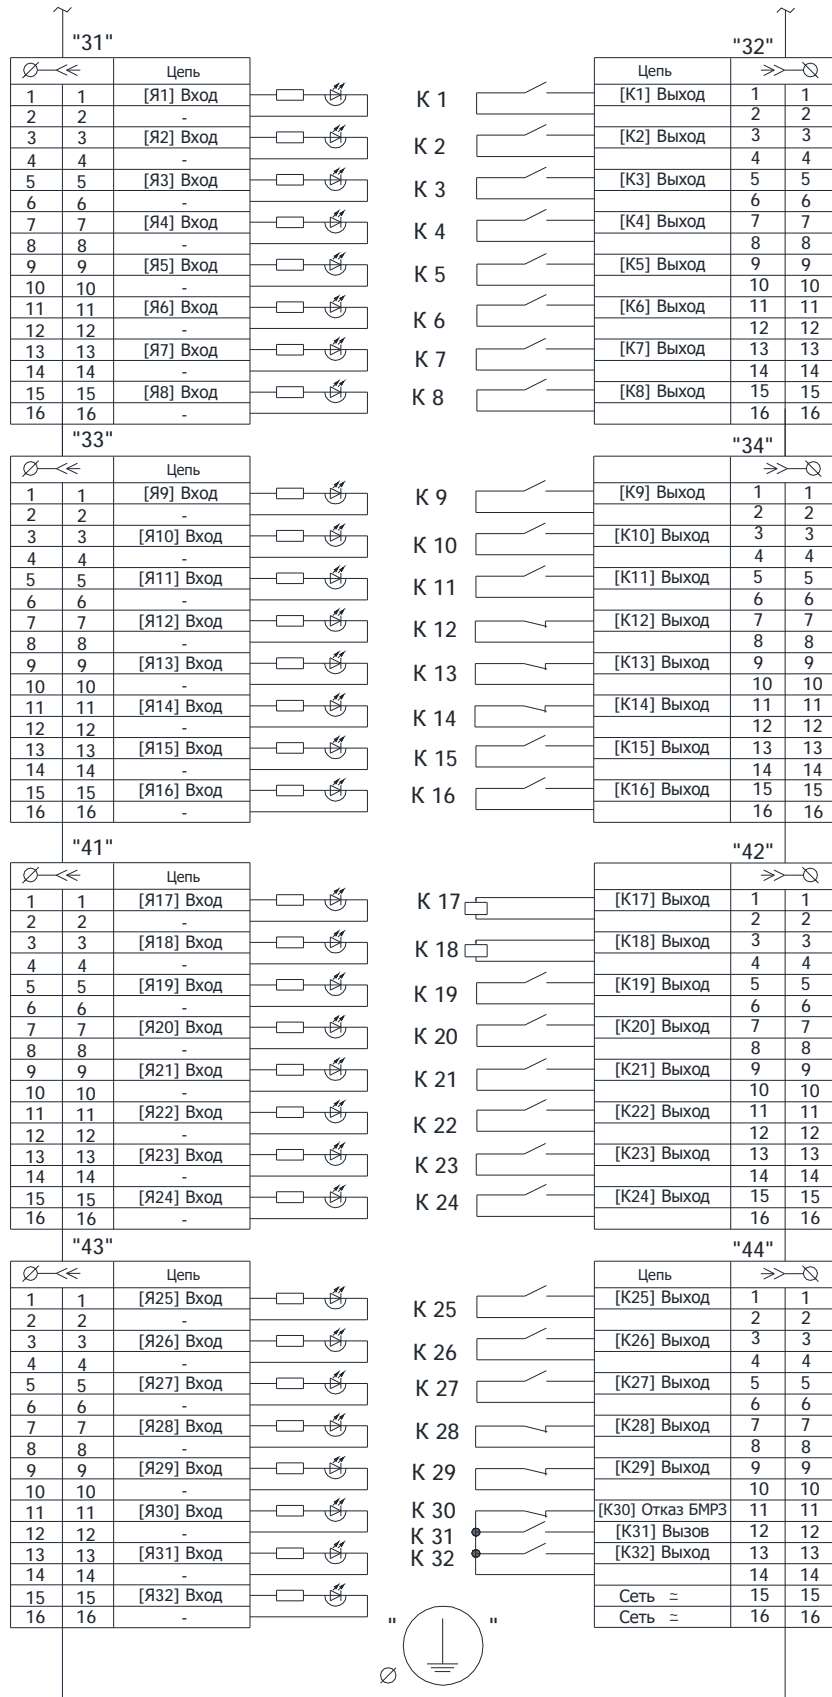 "31" "32"
Цепь Цепь
1 1 [Я1] Вход К 1 [К1] Выход 1 1
2 2 - 2 2
3 3 [Я2] Вход К 2 [К2] Выход 3 3
4 4 - 4 4
5 5 [Я3] Вход К 3 [К3] Выход 5 5
6 6 - 6 6
7 7 [Я4] Вход К 4 [К4] Выход 7 7
8 8 - 8 8
9 9 [Я5] Вход К 5 [К5] Выход 9 9
10 10 - 10 10
11 11 [Я6] Вход К 6 [К6] Выход 11 11
12 12 - 12 12
13 13 [Я7] Вход К 7 [К7] Выход 13 13
14 14 - 14 14
15 15 [Я8] Вход К 8 [К8] Выход 15 15
16 16 - 16 16
"33" "34"
Цепь
1 1 [Я9] Вход К 9 [К9] Выход 1 1
2 2 - 2 2
3 3 [Я10] Вход К 10 [К10] Выход 3 3
4 4 - 4 4
5 5 [Я11] Вход К 11 [К11] Выход 5 5
6 6 - 6 6
7 7 [Я12] Вход К 12 [К12] Выход 7 7
8 8 - 8 8
9 9 [Я13] Вход К 13 [К13] Выход 9 9
10 10 - 10 10
11 11 [Я14] Вход К 14 [К14] Выход 11 11
12 12 - 12 12
13 13 [Я15] Вход К 15 [К15] Выход 13 13
14 14 - 14 14
15 15 [Я16] Вход К 16 [К16] Выход 15 15
16 16 - 16 16
"41" "42"
Цепь
1 1 [Я17] Вход К 17 [К17] Выход 1 1
2 2 - 2 2
3 3 [Я18] Вход К 18 [К18] Выход 3 3
4 4 - 4 4
5 5 [Я19] Вход К 19 [К19] Выход 5 5
6 6 - 6 6
7 7 [Я20] Вход К 20 [К20] Выход 7 7
8 8 - 8 8
9 9 [Я21] Вход К 21 [К21] Выход 9 9
10 10 - 10 10
11 11 [Я22] Вход К 22 [К22] Выход 11 11
12 12 - 12 12
13 13 [Я23] Вход К 23 [К23] Выход 13 13
14 14 - 14 14
15 15 [Я24] Вход К 24 [К24] Выход 15 15
16 16 - 16 16
"43" "44"
Цепь Цепь
1 1 [Я25] Вход К 25 [К25] Выход 1 1
2 2 - 2 2
3 3 [Я26] Вход К 26 [К26] Выход 3 3
4 4 - 4 4
5 5 [Я27] Вход К 27 [К27] Выход 5 5
6 6 - 6 6
7 7 [Я28] Вход К 28 [К28] Выход 7 7
8 8 - 8 8
9 9 [Я29] Вход К 29 [К29] Выход 9 9
10 10 - 10 10
11 11 [Я30] Вход К 30 [К30] Отказ БМРЗ 11 11
12 12 - К 31 [К31] Вызов 12 12
13 13 [Я31] Вход К 32 [К32] Выход 13 13
14 14 - 14 14
15 15 [Я32] Вход Сеть ≃ 15 15
16 16 - Сеть ≃ 16 16
" "